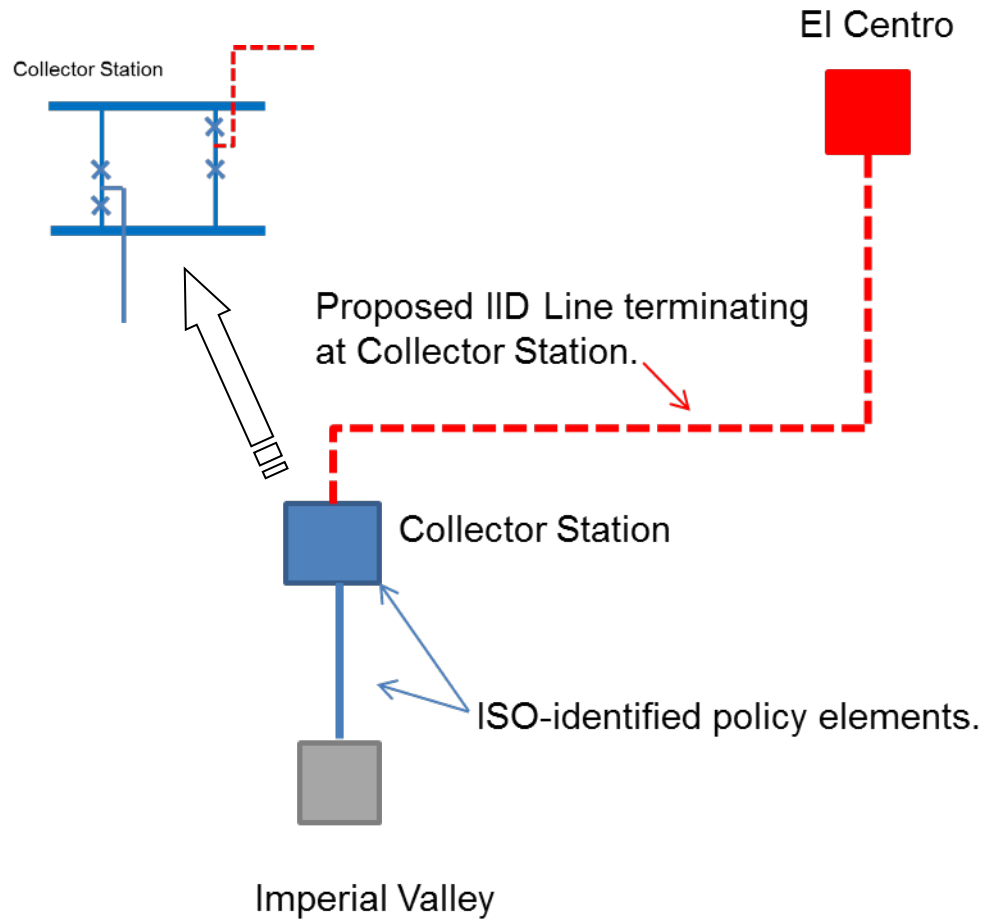 El Centro
Collector Station
Proposed IID Line terminating
at Collector Station.
Collector Station
ISO-identified policy elements.
Imperial Valley